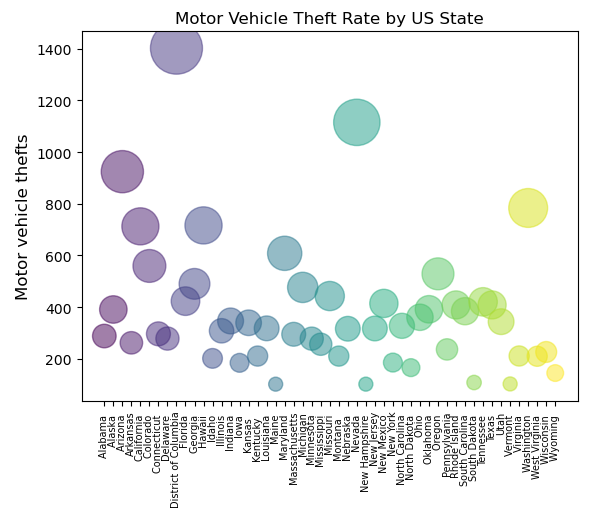 Motor Vehicle Theft Rate by US State
Motor vehicle thefts
1400
1200
1000
800
600
400
200
Alabama
Alaska
Arizona
Arkansas
California
Colorado
Connecticut
Delaware
District of Columbia
Florida
Georgia
Hawaii
Idaho
Illinois
Indiana
Iowa
Kansas
Kentucky
Louisiana
Maine
Maryland
Massachusetts
Michigan
Minnesota
Mississippi
Missouri
Montana
Nebraska
Nevada
New Hampshire
New Jersey
New Mexico
New York
North Carolina
North Dakota
Ohio
Oklahoma
Oregon
Pennsylvania
Rhode Island
South Carolina
South Dakota
Tennessee
Texas
Utah
Vermont
Virginia
Washington
West Virginia
Wisconsin
Wyoming